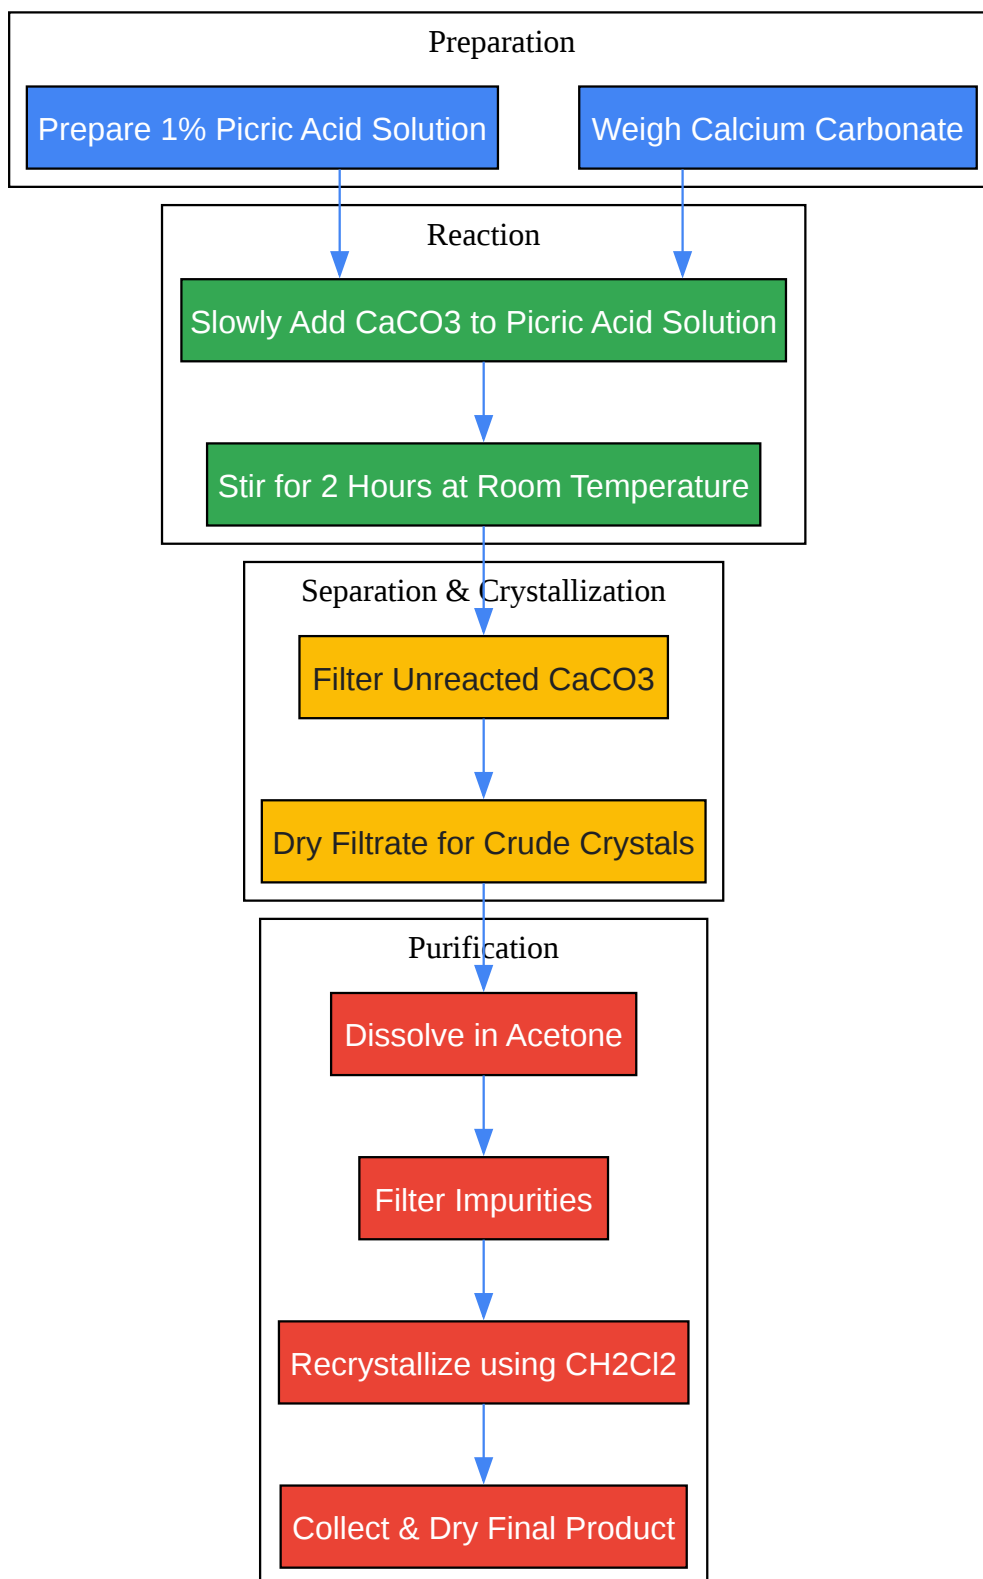 Preparation
Prepare 1% Picric Acid Solution
Weigh Calcium Carbonate
Reaction
Slowly Add CaCO3 to Picric Acid Solution
Stir for 2 Hours at Room Temperature
Separation & Crystallization
Filter Unreacted CaCO3
Dry Filtrate for Crude Crystals
Purification
Dissolve in Acetone
Filter Impurities
Recrystallize using CH2Cl2
Collect & Dry Final Product